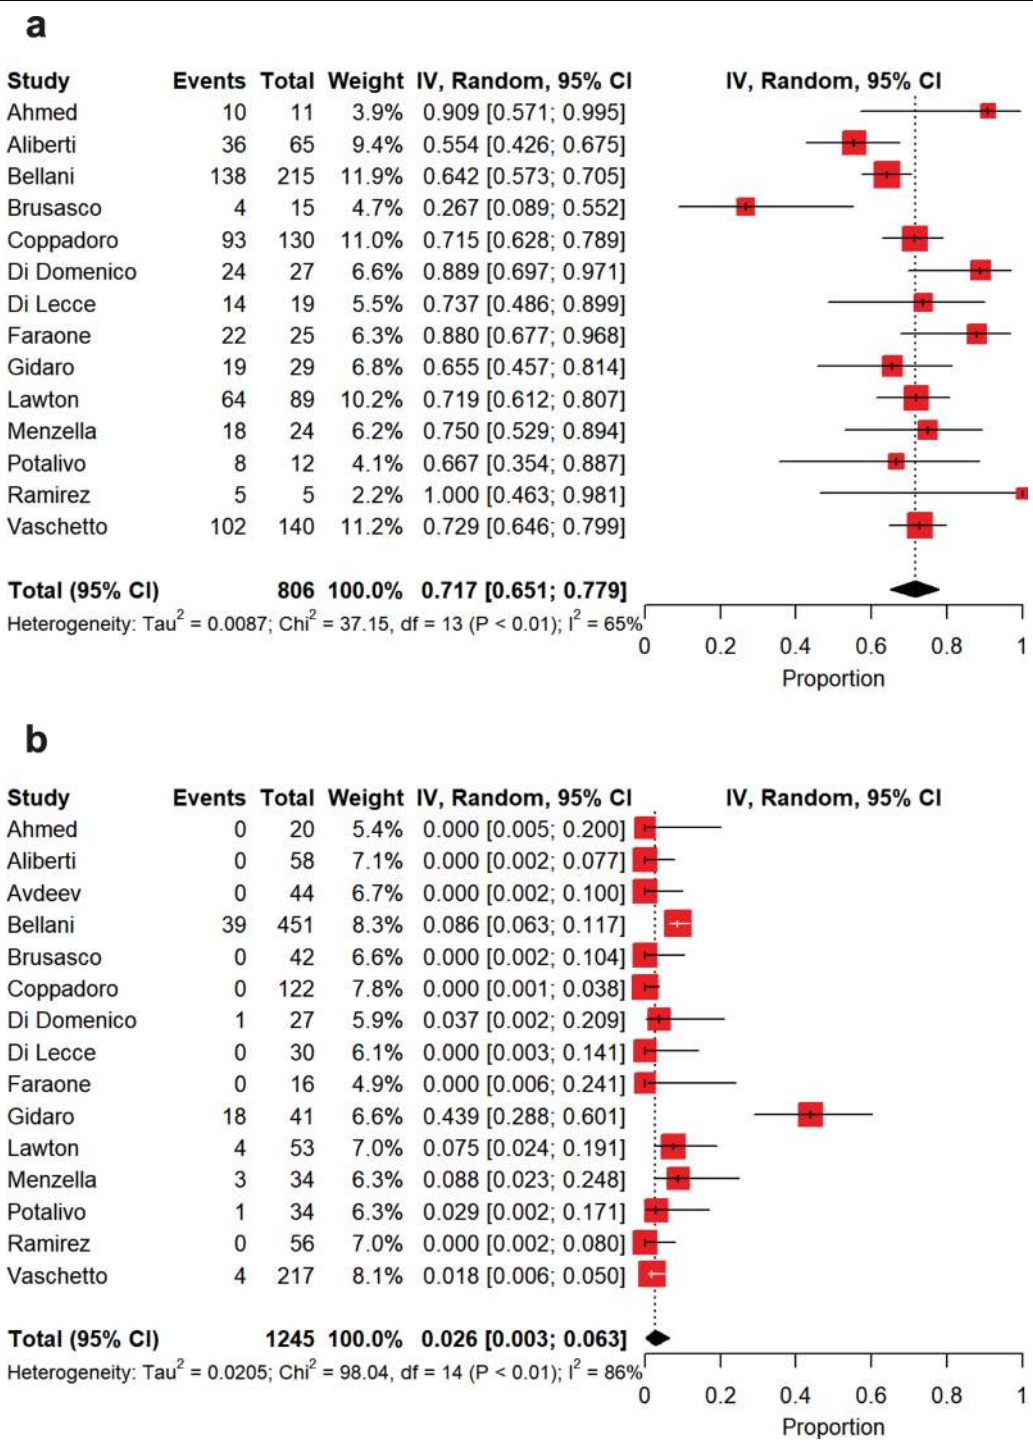 a
Study Events Total Weight IV, Random, 95% CI IV, Random, 95% CI
Ahmed 10 11 3.9% 0.909 [0.571; 0.995]
Aliberti 36 65 9.4% 0.554 [0.426; 0.675]
Bellani 138 215 11.9% 0.642 [0.573; 0.705]
Brusasco 4 15 4.7% 0.267 [0.089; 0.552]
Coppadoro 93 130 11.0% 0.715 [0.628; 0.789]
Di Domenico 24 27 6.6% 0.889 [0.697; 0.971]
Di Lecce 14 19 5.5% 0.737 [0.486; 0.899]
Faraone 22 25 6.3% 0.880 [0.677; 0.968]
Gidaro 19 29 6.8% 0.655 [0.457; 0.814]
Lawton 64 89 10.2% 0.719 [0.612; 0.807]
Menzella 18 24 6.2% 0.750 [0.529; 0.894]
Potalivo 8 12 4.1% 0.667 [0.354; 0.887]
Ramirez 5 5 2.2% 1.000 [0.463; 0.981]
Vaschetto 102 140 11.2% 0.729 [0.646; 0.799]
Total (95% CI) 806 100.0% 0.717 [0.651; 0.779]
Heterogeneity: Tau² = 0.0087; Chi² = 37.15, df = 13 (P < 0.01); I² = 65%
0 0.2 0.4 0.6 0.8 1
Proportion
b
Study Events Total Weight IV, Random, 95% CI IV, Random, 95% CI
Ahmed 0 20 5.4% 0.000 [0.005; 0.200]
Aliberti 0 58 7.1% 0.000 [0.002; 0.077]
Avdeev 0 44 6.7% 0.000 [0.002; 0.100]
Bellani 39 451 8.3% 0.086 [0.063; 0.117]
Brusasco 0 42 6.6% 0.000 [0.002; 0.104]
Coppadoro 0 122 7.8% 0.000 [0.001; 0.038]
Di Domenico 1 27 5.9% 0.037 [0.002; 0.209]
Di Lecce 0 30 6.1% 0.000 [0.003; 0.141]
Faraone 0 16 4.9% 0.000 [0.006; 0.241]
Gidaro 18 41 6.6% 0.439 [0.288; 0.601]
Lawton 4 53 7.0% 0.075 [0.024; 0.191]
Menzella 3 34 6.3% 0.088 [0.023; 0.248]
Potalivo 1 34 6.3% 0.029 [0.002; 0.171]
Ramirez 0 56 7.0% 0.000 [0.002; 0.080]
Vaschetto 4 217 8.1% 0.018 [0.006; 0.050]
Total (95% CI) 1245 100.0% 0.026 [0.003; 0.063]
Heterogeneity: Tau² = 0.0205; Chi² = 98.04, df = 14 (P < 0.01); I² = 86%
0 0.2 0.4 0.6 0.8 1
Proportion